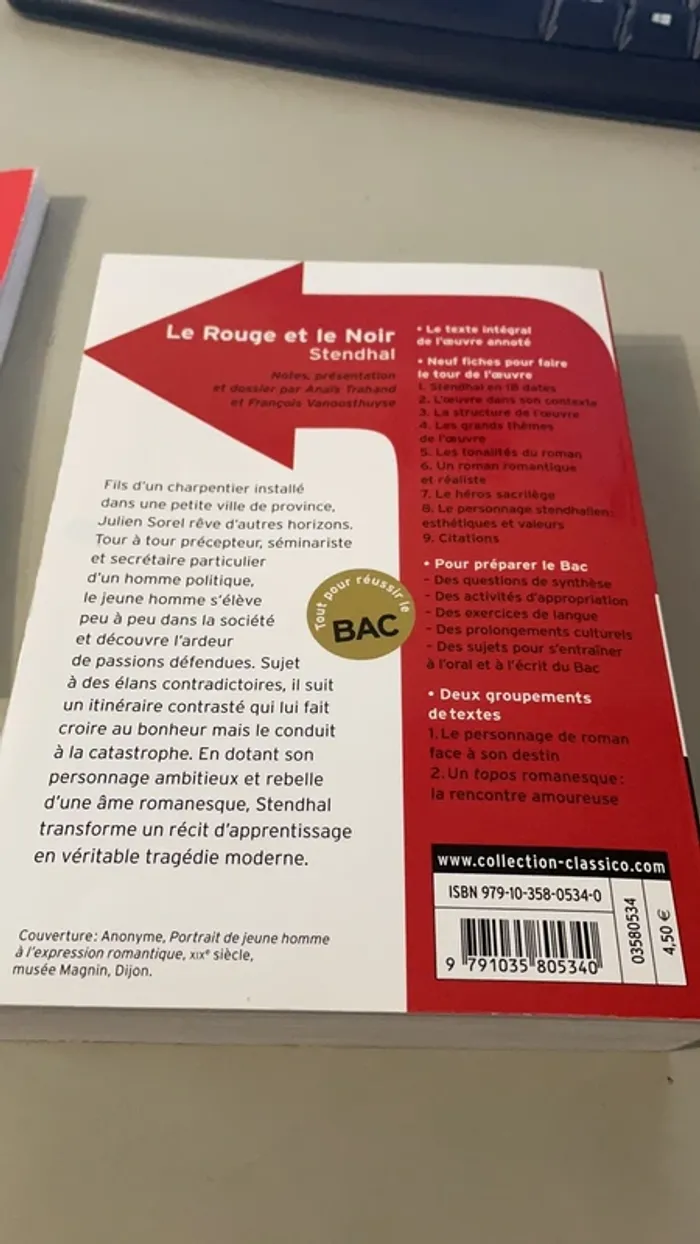 Le Rouge et le Noir
Stendhal
Notes, présentation
et dossier par Anaïs Trahand
et François Vanoosthuyse
Fils d'un charpentier installé
dans une petite ville de province,
Julien Sorel rêve d'autres horizons.
Tour à tour précepteur, séminariste
et secrétaire particulier
d'un homme politique,
le jeune homme s'élève
peu à peu dans la société
et découvre l'ardeur
de passions défendues. Sujet
à des élans contradictoires, il suit
un itinéraire contrasté qui lui fait
croire au bonheur mais le conduit
à la catastrophe. En dotant son
personnage ambitieux et rebelle
d'une âme romanesque, Stendhal
transforme un récit d'apprentissage
en véritable tragédie moderne.
Couverture : Anonyme, Portrait de jeune homme
à l'expression romantique, XIXe siècle,
musée Magnin, Dijon.
Tout pour réussir le
BAC
• Le texte intégral
de l'œuvre annoté
• Neuf fiches pour faire
le tour de l'œuvre
1. Stendhal en 18 dates
2. L'œuvre dans son contexte
3. La structure de l'œuvre
4. Les grands thèmes
de l'œuvre
5. Les tonalités du roman
6. Un roman romantique
et réaliste
7. Le héros sacrilège
8. Le personnage stendhalien :
esthétiques et valeurs
9. Citations
• Pour préparer le Bac
- Des questions de synthèse
- Des activités d'appropriation
- Des exercices de langue
- Des prolongements culturels
- Des sujets pour s'entraîner
à l'oral et à l'écrit du Bac
• Deux groupements
de textes
1. Le personnage de roman
face à son destin
2. Un topos romanesque :
la rencontre amoureuse
www.collection-classico.com
ISBN 979-10-358-0534-0
9 791035 805340
03580534
4,50 €